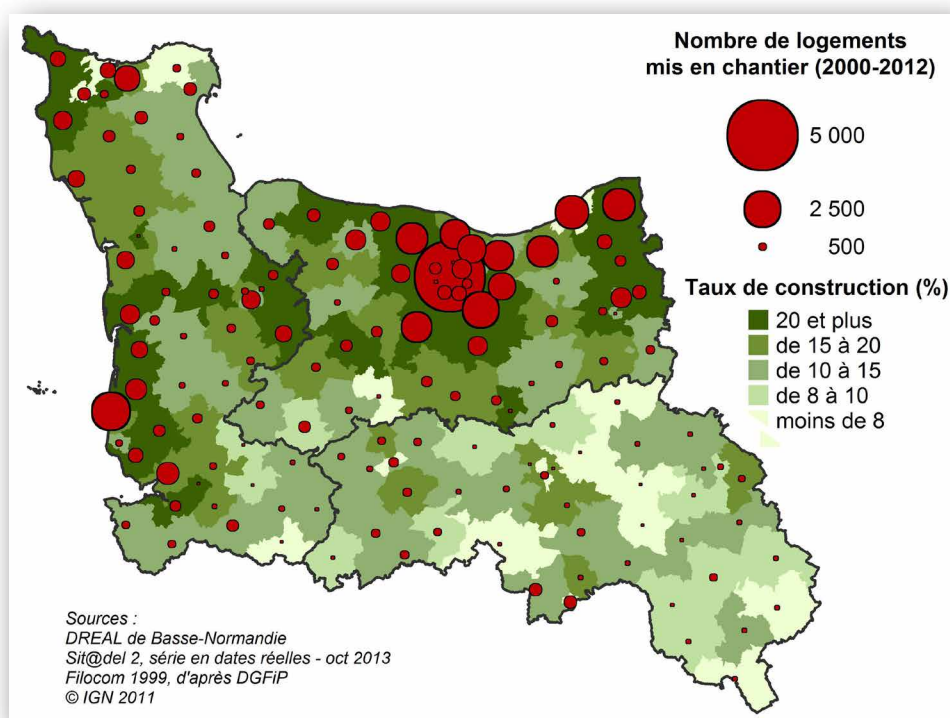 Nombre de logements
mis en chantier (2000-2012)
5 000
2 500
500
Taux de construction (%)
20 et plus
de 15 à 20
de 10 à 15
de 8 à 10
moins de 8
Sources :
DREAL de Basse-Normandie
Sit@del 2, série en dates réelles - oct 2013
Filocom 1999, d'après DGFiP
© IGN 2011